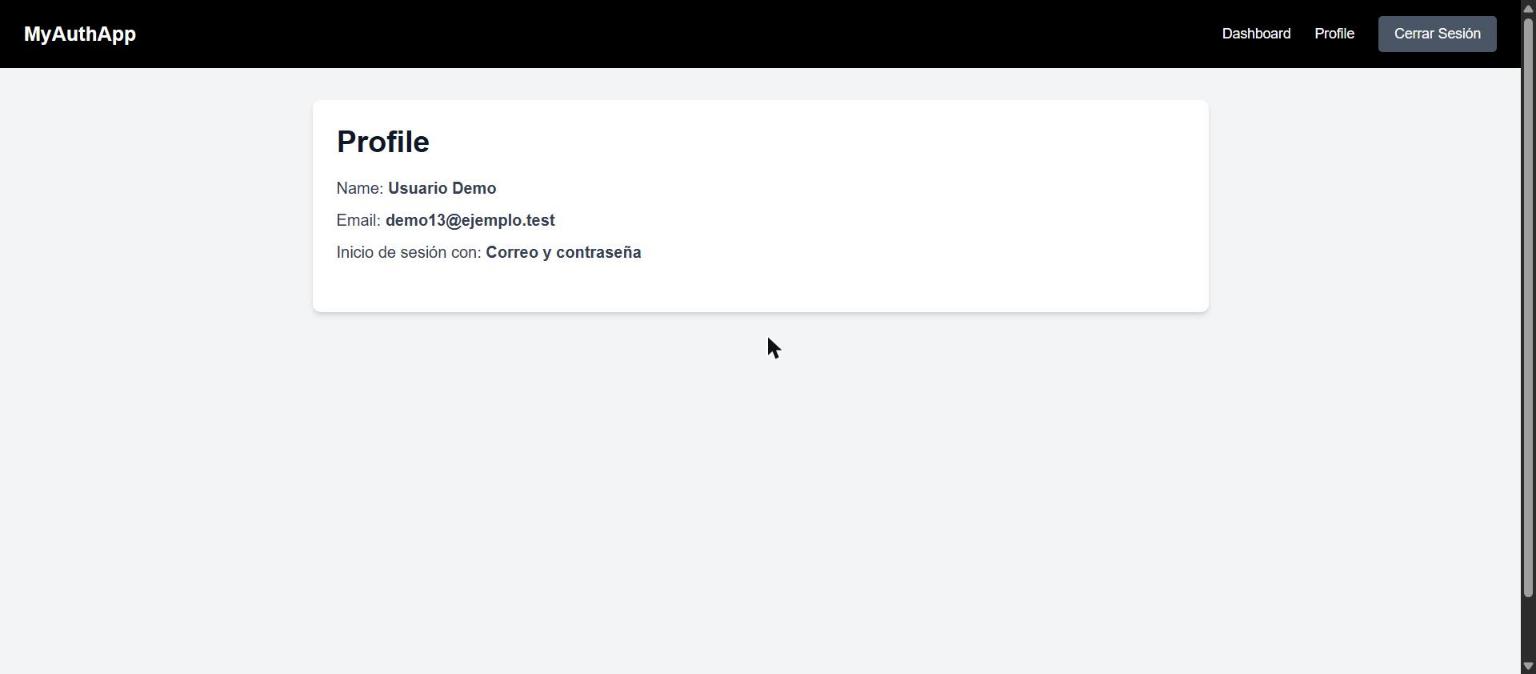 MyAuthApp
Dashboard
Profile
Cerrar Sesión
Profile
Name: Usuario Demo
Email: demo13@ejemplo.test
Inicio de sesión con: Correo y contraseña